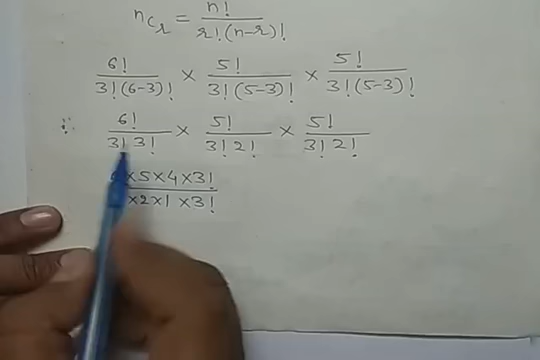 nCr = n! / r!(n-r)!
6! / 3!(6-3)! × 5! / 3!(5-3)! × 5! / 3!(5-3)!
∴ 6! / 3! 3! × 5! / 3! 2! × 5! / 3! 2!
×5×4×3! / ×2×1×3!